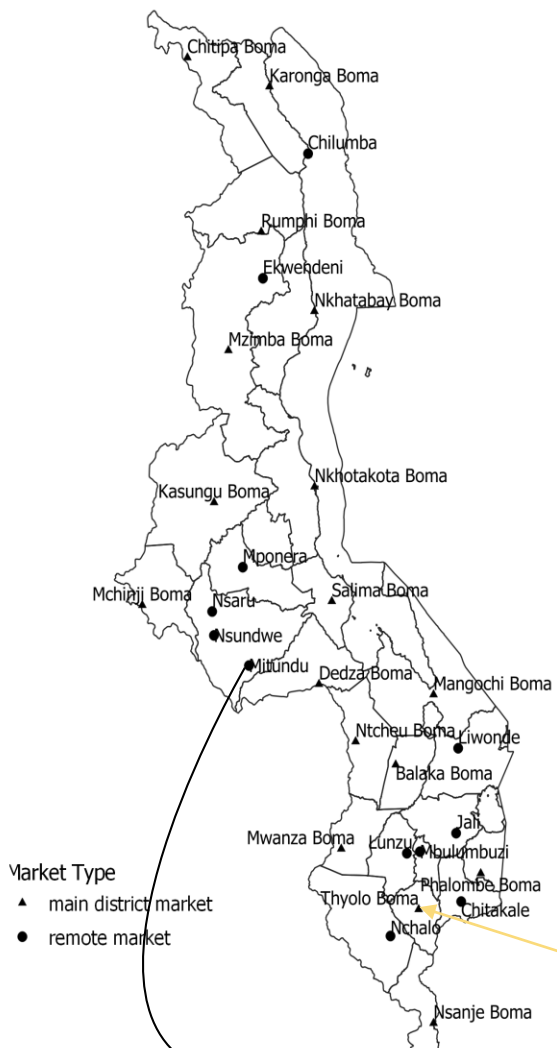 Chitipa Boma
Karonga Boma
Chilumba
Rumphi Boma
Ekwendeni
Nkhatabay Boma
Mzimba Boma
Nkhotakota Boma
Kasungu Boma
Mponera
Salima Boma
Mchinji Boma
Nsaru
Nsundwe
Mitundu
Dedza Boma
Mangochi Boma
Ntcheu Boma
Liwonde
Balaka Boma
Jali
Mwanza Boma
Lunzu
Mbulumbuzi
Market Type
main district market
remote market
Phalombe Boma
Thyolo Boma
Chitakale
Nchalo
Nsanje Boma